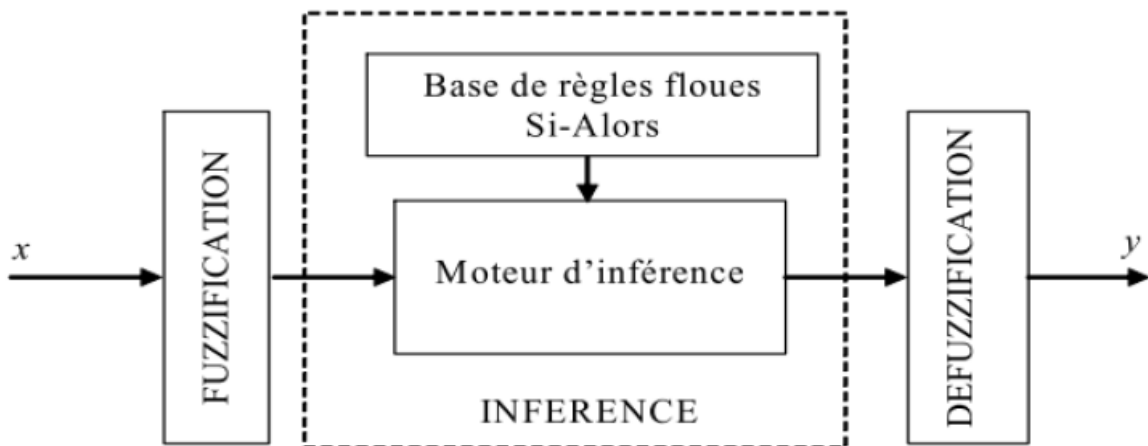 x
FUZZIFICATION
Base de règles floues
Si-Alors
Moteur d’inférence
INFERENCE
DEFUZZIFICATION
y